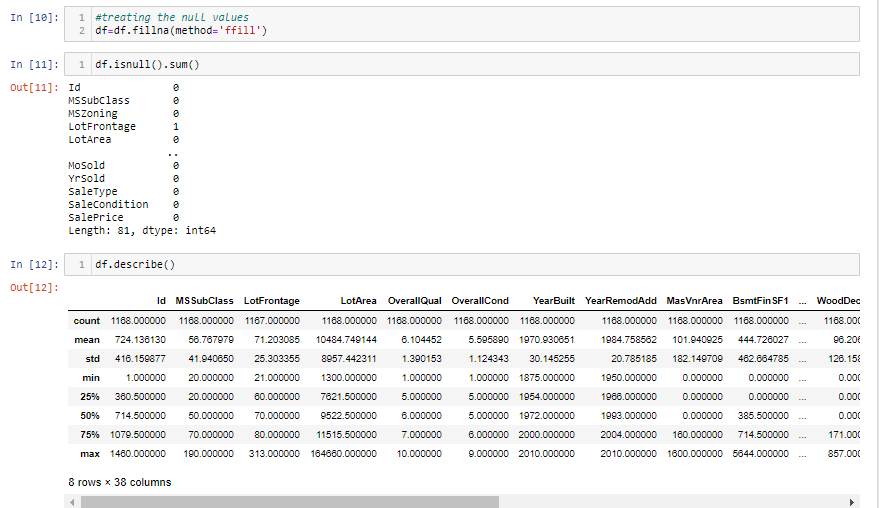 In [10]: 1 #treating the null values
2 df=df.fillna(method='ffill')
In [11]: 1 df.isnull().sum()
Out[11]: Id 0
MSSubClass 0
MSZoning 0
LotFrontage 1
LotArea 0
..
MoSold 0
YrSold 0
SaleType 0
SaleCondition 0
SalePrice 0
Length: 81, dtype: int64
In [12]: 1 df.describe()
Out[12]:
Id MSSubClass LotFrontage LotArea OverallQual OverallCond YearBuilt YearRemodAdd MasVnrArea BsmtFinSF1 ... WoodDec
count 1168.000000 1168.000000 1167.000000 1168.000000 1168.000000 1168.000000 1168.000000 1168.000000 1168.000000 1168.000000 ... 1168.000
mean 724.136130 56.767979 71.203085 10484.749144 6.104452 5.595890 1970.930651 1984.758562 101.940925 444.726027 ... 96.206
std 416.159877 41.940650 25.303355 8957.442311 1.390153 1.124343 30.145255 20.785185 182.149709 462.664785 ... 126.158
min 1.000000 20.000000 21.000000 1300.000000 1.000000 1.000000 1875.000000 1950.000000 0.000000 0.000000 ... 0.000
25% 360.500000 20.000000 60.000000 7621.500000 5.000000 5.000000 1954.000000 1966.000000 0.000000 0.000000 ... 0.000
50% 714.500000 50.000000 70.000000 9522.500000 6.000000 5.000000 1972.000000 1993.000000 0.000000 385.500000 ... 0.000
75% 1079.500000 70.000000 80.000000 11515.500000 7.000000 6.000000 2000.000000 2004.000000 160.000000 714.500000 ... 171.000
max 1460.000000 190.000000 313.000000 164660.000000 10.000000 9.000000 2010.000000 2010.000000 1600.000000 5644.000000 ... 857.000
8 rows × 38 columns